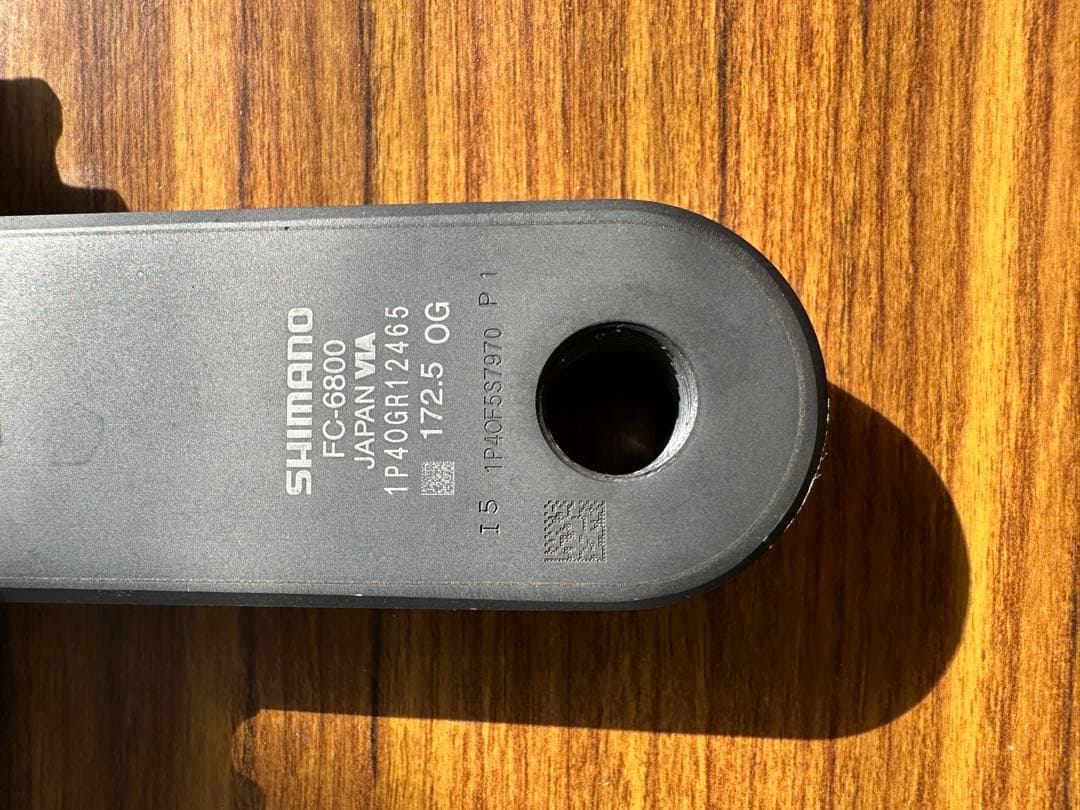 SHIMANO
FC-6800
JAPAN VIA
1P40GR12465
172.5 OG
I5 1P40F5S7970 P1